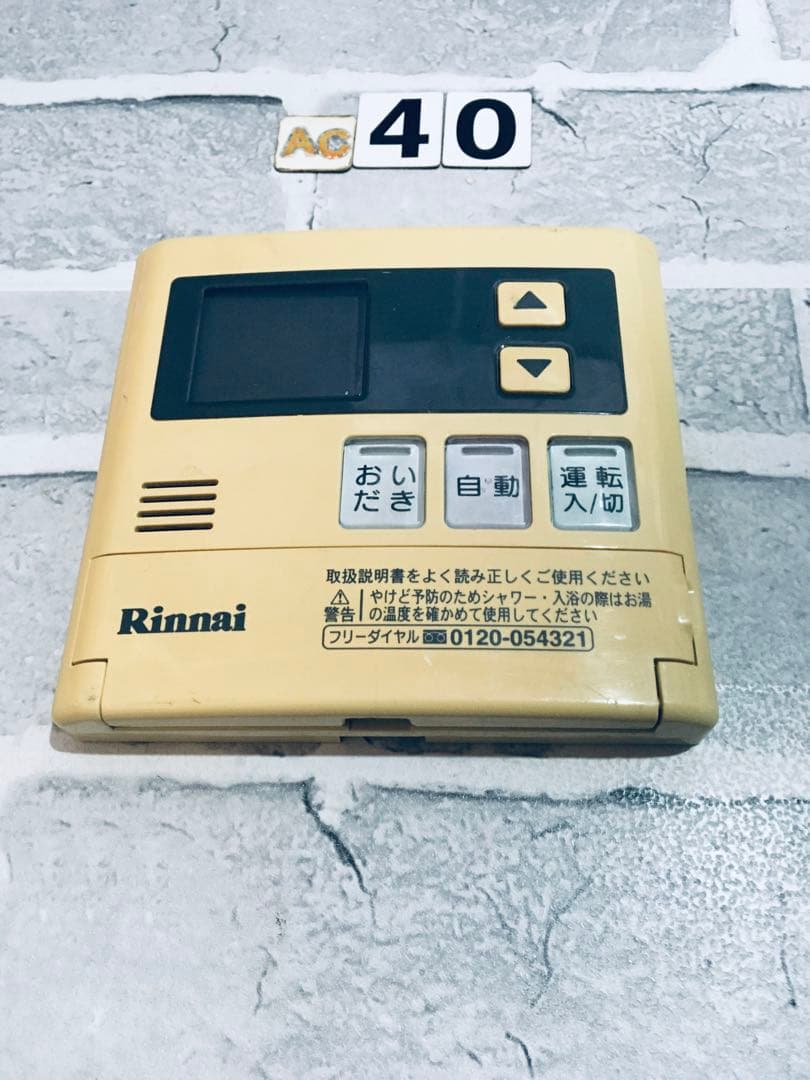 AC 40
おい
だき
自動
運転
入/切
取扱説明書をよく読み正しくご使用ください
⚠ やけど予防のためシャワー・入浴の際はお湯
警告 の温度を確かめて使用してください
Rinnai
フリーダイヤル 0120-054321